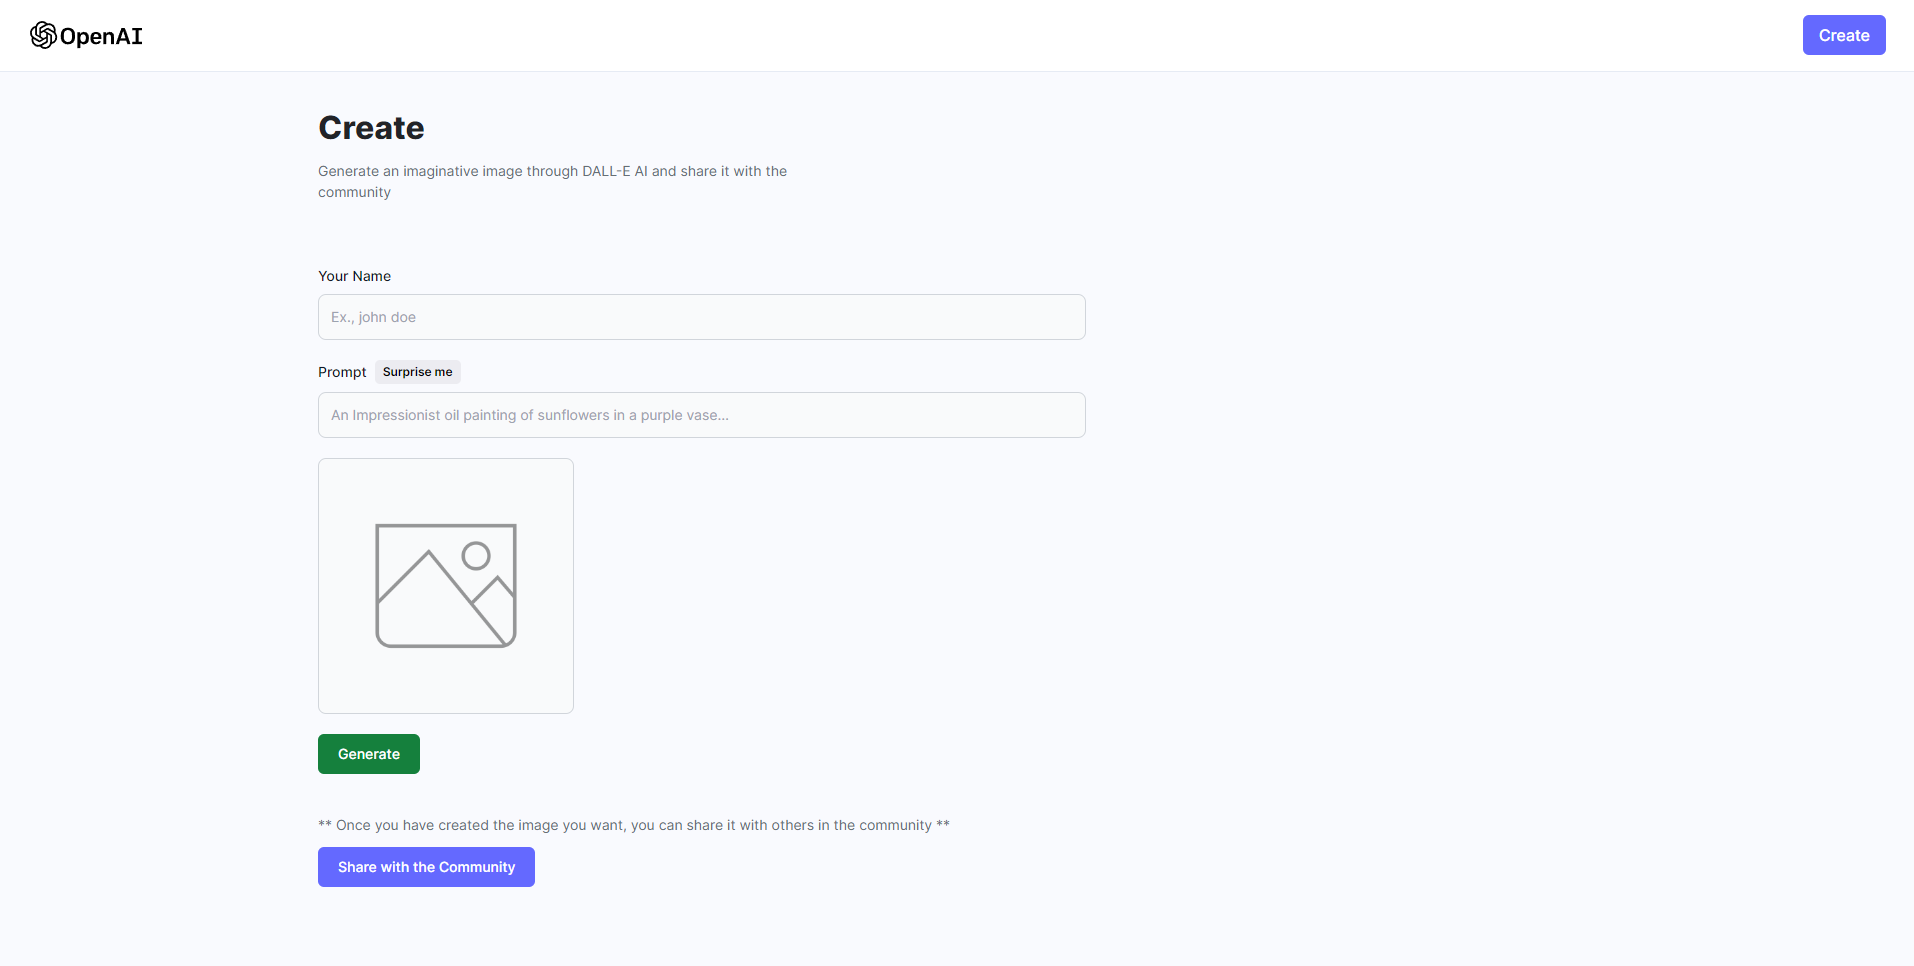 OpenAI
Create
Create
Generate an imaginative image through DALL-E AI and share it with the
community
Your Name
Ex., john doe
Prompt Surprise me
An Impressionist oil painting of sunflowers in a purple vase...
Generate
** Once you have created the image you want, you can share it with others in the community **
Share with the Community